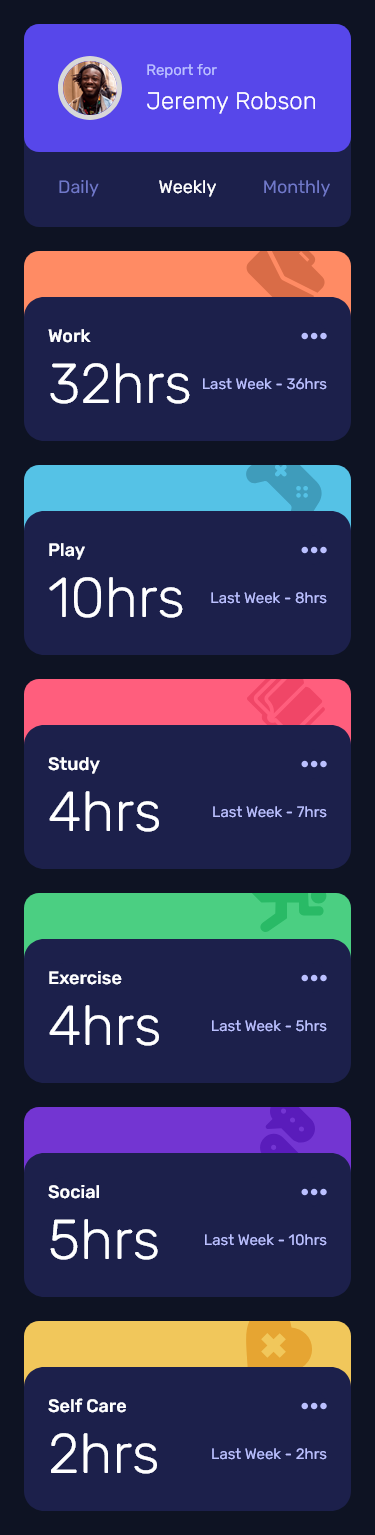 Report for
Jeremy Robson
Daily Weekly Monthly
Work
32hrs Last Week - 36hrs
Play
10hrs Last Week - 8hrs
Study
4hrs Last Week - 7hrs
Exercise
4hrs Last Week - 5hrs
Social
5hrs Last Week - 10hrs
Self Care
2hrs Last Week - 2hrs